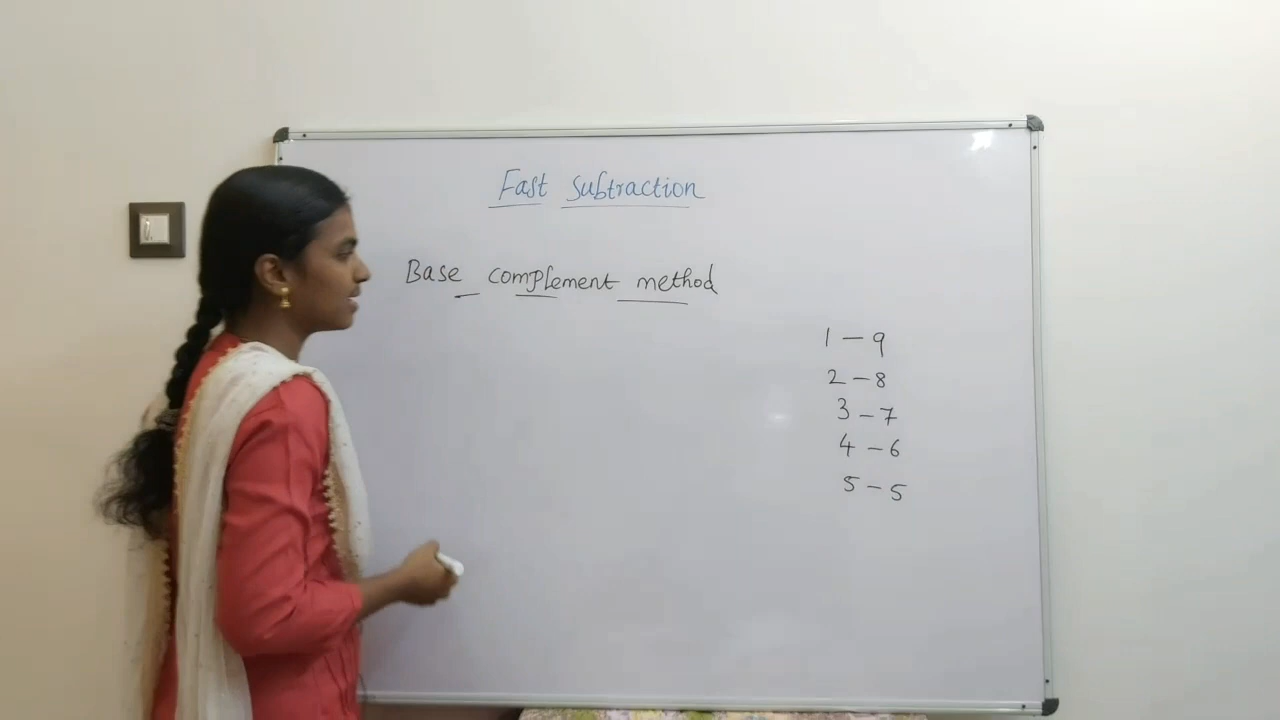 Fast Subtraction
Base complement method
1 - 9
2 - 8
3 - 7
4 - 6
5 - 5